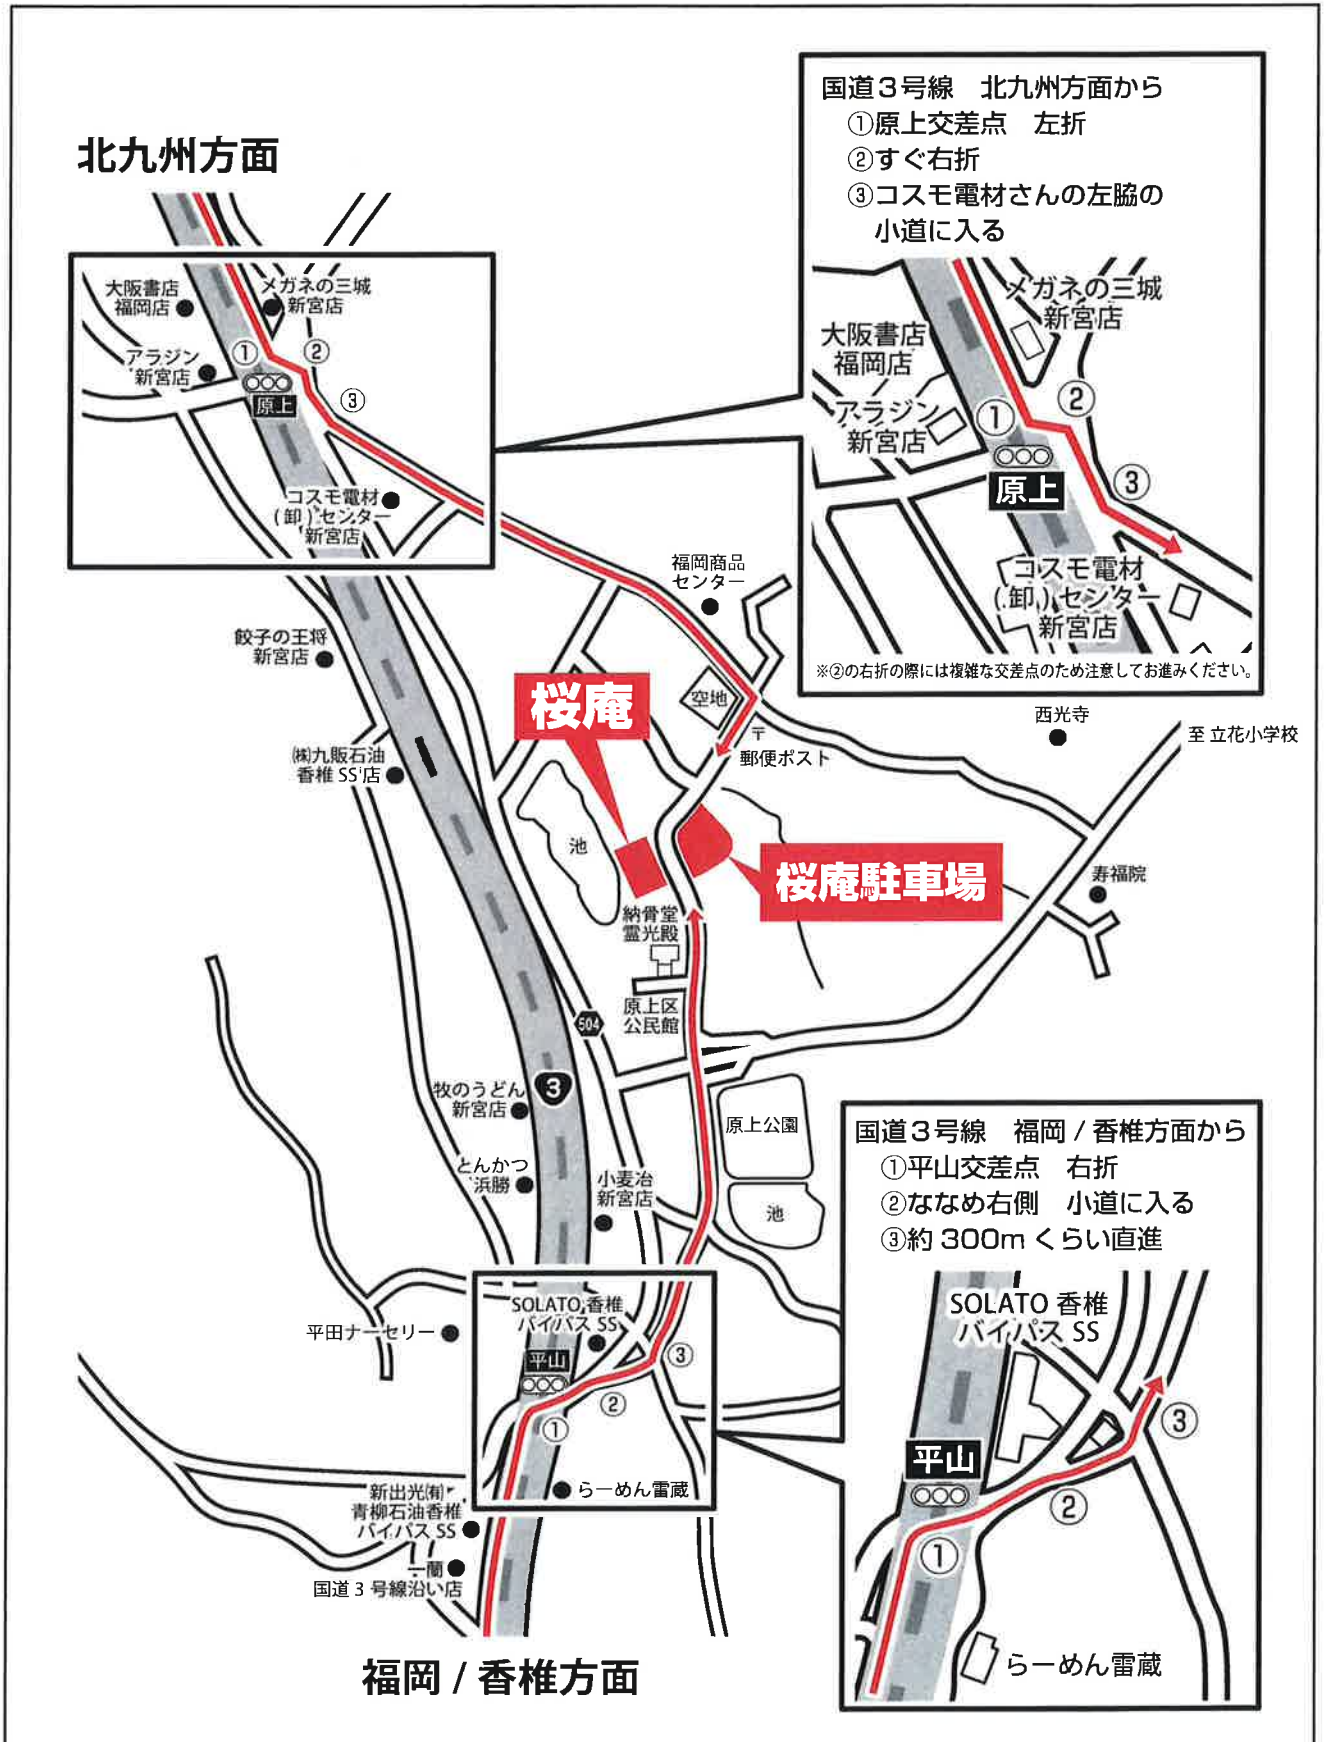 北九州方面
国道3号線　北九州方面から
①原上交差点　左折
②すぐ右折
③コスモ電材さんの左脇の
小道に入る
メガネの三城
新宮店
大阪書店
福岡店
アラジン
新宮店
①
②
③
原上
コスモ電材
(卸)センター
新宮店
※②の右折の際には複雑な交差点のため注意してお進みください。
大阪書店
福岡店
メガネの三城
新宮店
アラジン
新宮店
①
②
③
原上
コスモ電材
(卸)センター
新宮店
福岡商品
センター
餃子の王将
新宮店
桜庵
空地
〒
郵便ポスト
西光寺
至 立花小学校
㈱九販石油
香椎 SS 店
池
桜庵駐車場
寿福院
納骨堂
霊光殿
原上区
公民館
504
3
牧のうどん
新宮店
原上公園
とんかつ
浜勝
小麦冶
新宮店
池
国道3号線　福岡 / 香椎方面から
①平山交差点　右折
②ななめ右側　小道に入る
③約 300m くらい直進
SOLATO 香椎
バイパス SS
平山
①
②
③
らーめん雷蔵
平田ナーセリー
SOLATO 香椎
バイパス SS
平山
①
②
③
らーめん雷蔵
新出光㈲
青柳石油香椎
バイパス SS
一蘭
国道 3 号線沿い店
福岡 / 香椎方面